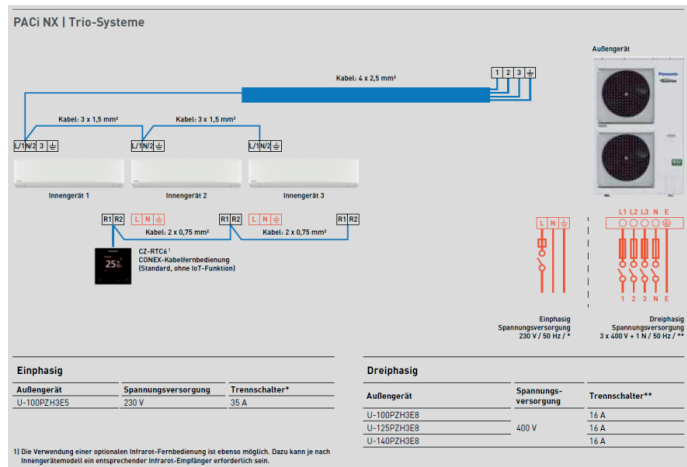 PACi NX | Trio-Systeme
Außengerät
Kabel: 4 x 2,5 mm²
1 2 3
Panasonic
Kabel: 3 x 1,5 mm²
Kabel: 3 x 1,5 mm²
L/1 N/2 3
L/1 N/2
L/1 N/2
Innengerät 1
Innengerät 2
Innengerät 3
R1 R2
L N
R1 R2
L N
R1 R2
Kabel: 2 x 0,75 mm²
Kabel: 2 x 0,75 mm²
L N
L1 L2 L3 N E
CZ-RTC6 ¹
CONEX-Kabelfernbedienung
(Standard, ohne IoT-Funktion)
1 2 3 N E
Einphasig
Spannungsversorgung
230 V / 50 Hz / *
Dreiphasig
Spannungsversorgung
3 x 400 V + 1 N / 50 Hz / **
Einphasig
Außengerät Spannungsversorgung Trennschalter*
U-100PZH3E5 230 V 35 A
Dreiphasig
Außengerät Spannungs-
versorgung Trennschalter**
U-100PZH3E8 16 A
U-125PZH3E8 400 V 16 A
U-140PZH3E8 16 A
1) Die Verwendung einer optionalen Infrarot-Fernbedienung ist ebenso möglich. Dazu kann je nach
Innengerätemodell ein entsprechender Infrarot-Empfänger erforderlich sein.